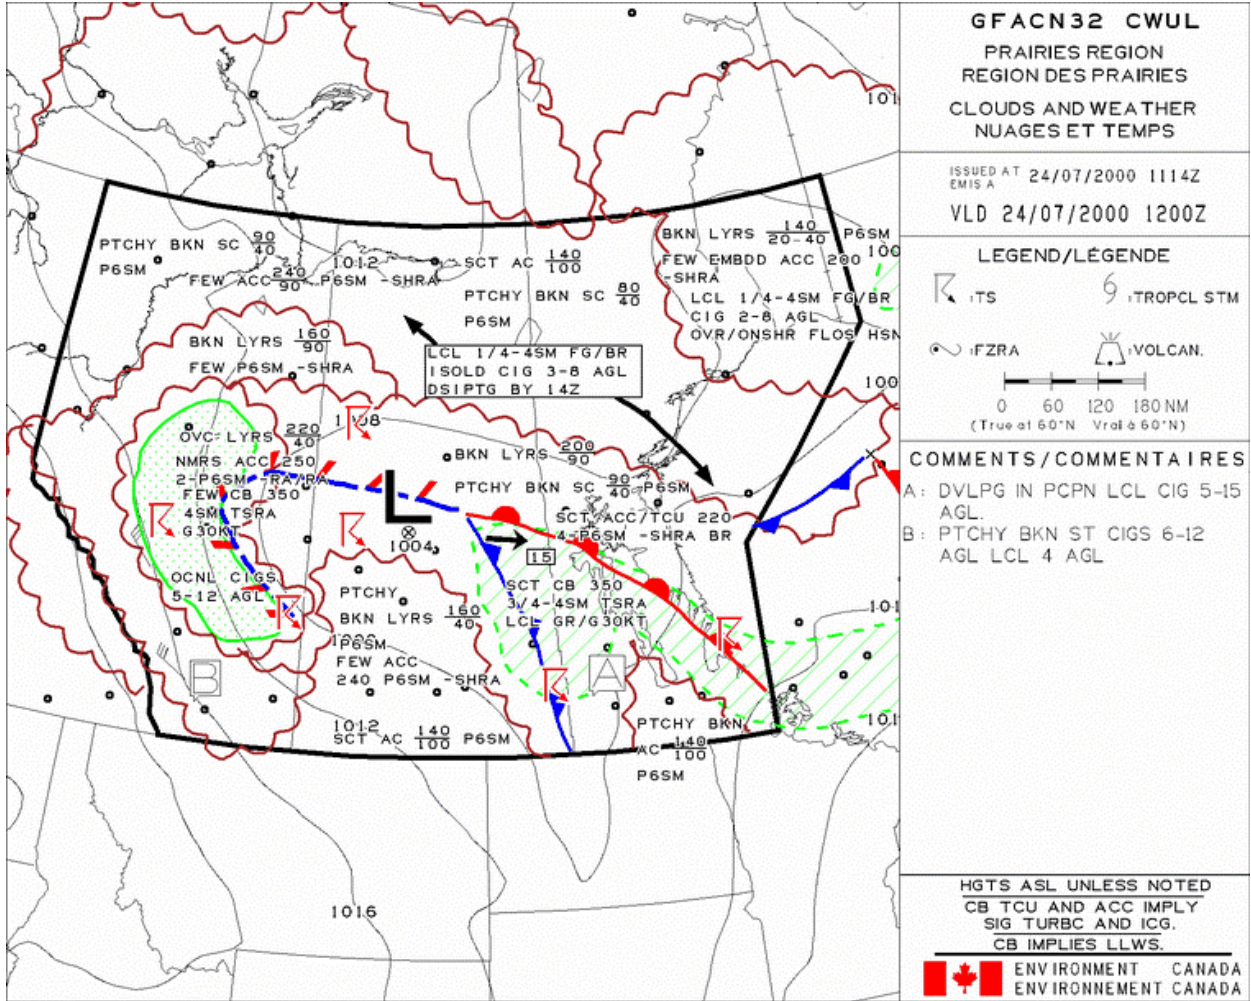 GFACN32 CWUL
PRAIRIES REGION
REGION DES PRAIRIES
CLOUDS AND WEATHER
NUAGES ET TEMPS
ISSUED AT
EMIS A
24/07/2000 1114Z
VLD 24/07/2000 1200Z
LEGEND/LÉGENDE
:TS
:TROPCL STM
:FZRA
:VOLCAN.
0 60 120 180 NM
(True at 60°N Vrai à 60°N)
COMMENTS/COMMENTAIRES
A: DVLPG IN PCPN LCL CIG 5-15
AGL.
B: PTCHY BKN ST CIGS 6-12
AGL LCL 4 AGL
HGTS ASL UNLESS NOTED
CB TCU AND ACC IMPLY
SIG TURBC AND ICG.
CB IMPLIES LLWS.
ENVIRONMENT CANADA
ENVIRONNEMENT CANADA
101
PTCHY BKN SC 90/40
P6SM
FEW ACC 240/90 P6SM -SHRA
1012
SCT AC 140/100
PTCHY BKN SC 80/40
P6SM
BKN LYRS 140/20-40 P6SM
FEW EMBDD ACC 200
-SHRA
LCL 1/4-4SM FG/BR
CIG 2-8 AGL
OVR/ONSHR FLOS HSN
100
100
BKN LYRS 160/90
FEW P6SM -SHRA
LCL 1/4-4SM FG/BR
ISOLD CIG 3-8 AGL
DSIPTG BY 14Z
1008
OVC LYRS 220/40
NMRS ACC 250
2-P6SM TRA/RA
FEW CB 350
4SM TSRA
G30KT
OCNL CIGS
5-12 AGL
BKN LYRS 200/90
PTCHY BKN SC 90/40 P6SM
SCT ACC/TCU 220
4-P6SM -SHRA BR
L
1004
15
SCT CB 350
3/4-4SM TSRA
LCL GR/G30KT
PTCHY
BKN LYRS 160/40
P6SM
FEW ACC
240 P6SM -SHRA
B
A
101
1012
SCT AC 140/100 P6SM
PTCHY BKN
AC 140/100
P6SM
101
1016